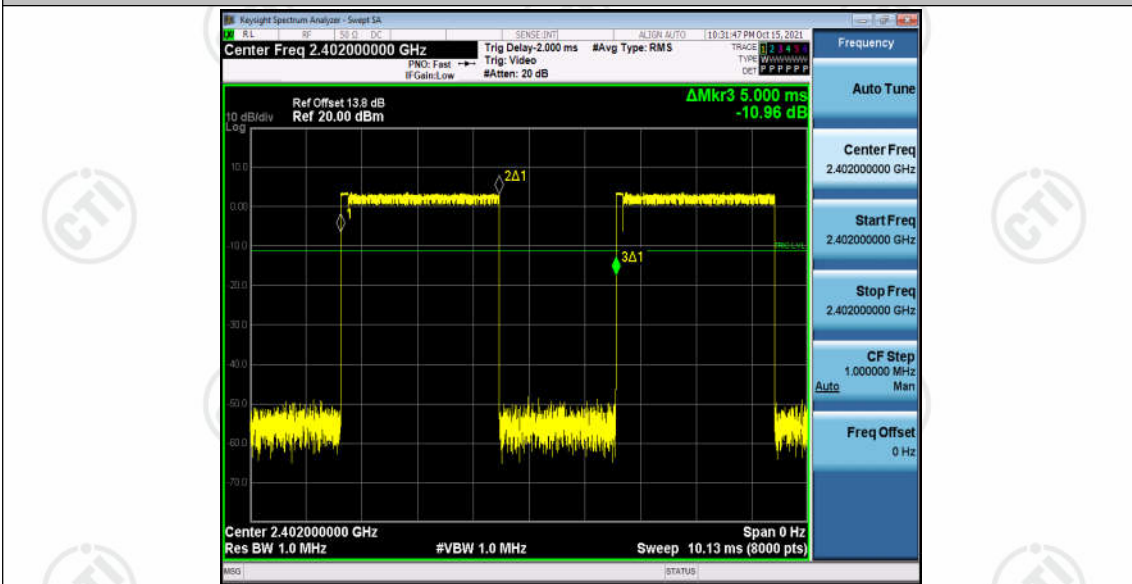 Keysight Spectrum Analyzer - Swept SA
RL RF 50 Ω DC SENSE:INT ALIGN AUTO 10:31:47 PM Oct 15, 2021
Center Freq 2.402000000 GHz
PNO: Fast
IFGain:Low
Trig Delay-2.000 ms
Trig: Video
#Atten: 20 dB
#Avg Type: RMS
TRACE 1 2 3 4 5 6
TYPE WWWWWW
DET P P P P P P
Ref Offset 13.8 dB
10 dB/div Ref 20.00 dBm
Log
ΔMkr3 5.000 ms
-10.96 dB
10.0
0.00
-10.0
-20.0
-30.0
-40.0
-50.0
-60.0
-70.0
1
2Δ1
3Δ1
TRIG LVL
Center 2.402000000 GHz
Span 0 Hz
Res BW 1.0 MHz #VBW 1.0 MHz Sweep 10.13 ms (8000 pts)
MSG STATUS
Frequency
Auto Tune
Center Freq
2.402000000 GHz
Start Freq
2.402000000 GHz
Stop Freq
2.402000000 GHz
CF Step
1.000000 MHz
Auto Man
Freq Offset
0 Hz
CTI
CTI